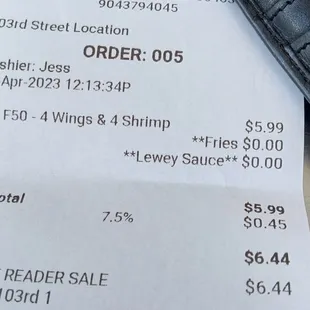 9043794045
103rd Street Location
ORDER: 005
shier: Jess
Apr-2023 12:13:34P
F50 - 4 Wings & 4 Shrimp $5.99
**Fries $0.00
**Lewey Sauce** $0.00
otal $5.99
7.5% $0.45
$6.44
READER SALE $6.44
103rd 1